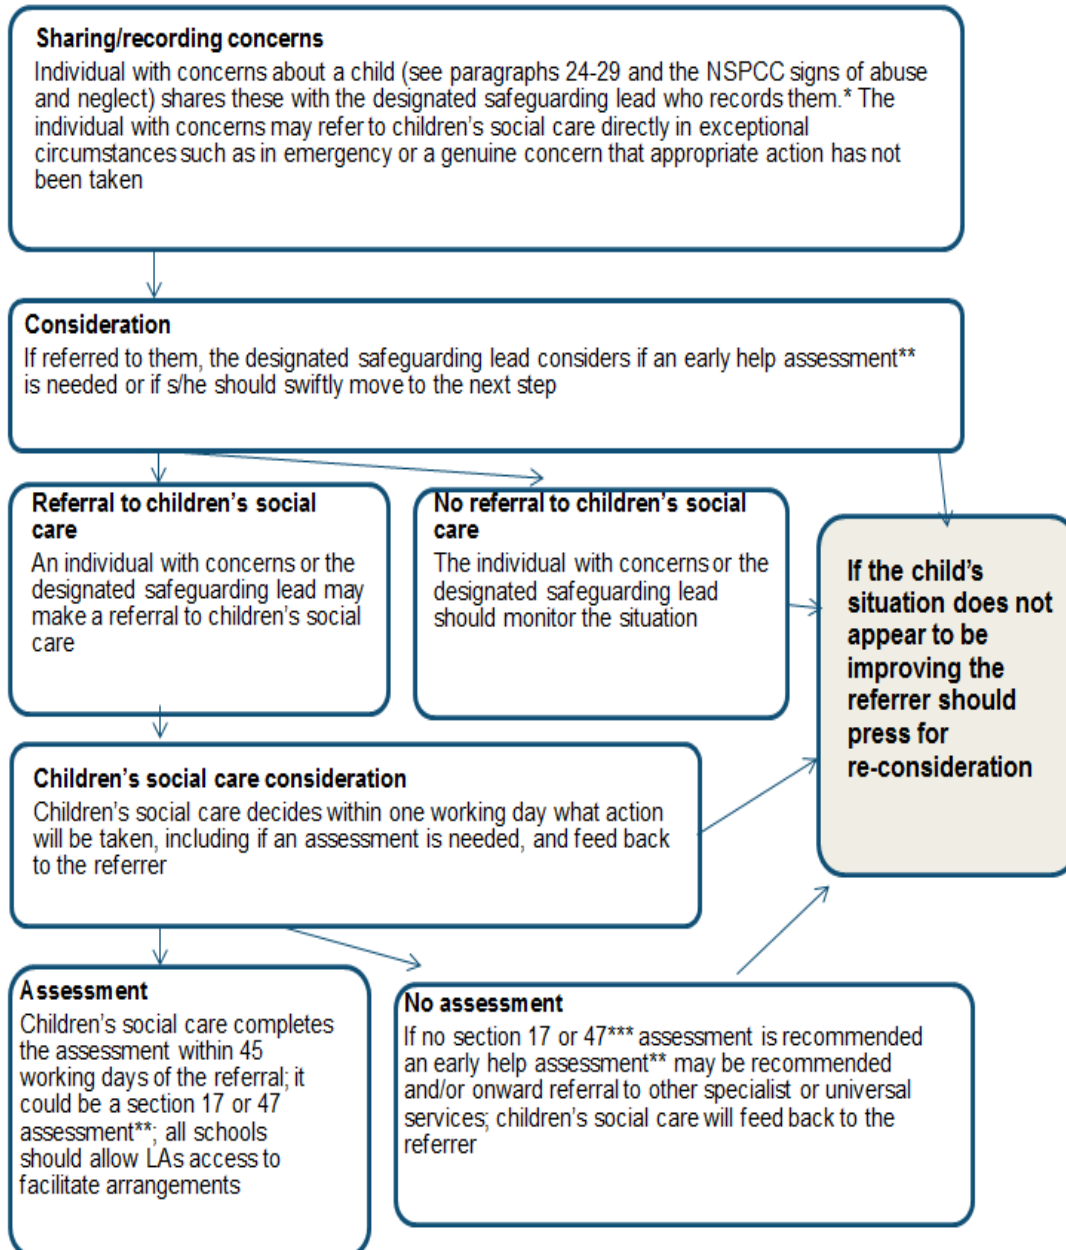 Sharing/recording concerns
Individual with concerns about a child (see paragraphs 24-29 and the NSPCC signs of abuse
and neglect) shares these with the designated safeguarding lead who records them.* The
individual with concerns may refer to children’s social care directly in exceptional
circumstances such as in emergency or a genuine concern that appropriate action has not
been taken
Consideration
If referred to them, the designated safeguarding lead considers if an early help assessment**
is needed or if s/he should swiftly move to the next step
Referral to children’s social
care
An individual with concerns or the
designated safeguarding lead may
make a referral to children’s social
care
No referral to children’s social
care
The individual with concerns or the
designated safeguarding lead
should monitor the situation
If the child’s
situation does not
appear to be
improving the
referrer should
press for
re-consideration
Children’s social care consideration
Children’s social care decides within one working day what action
will be taken, including if an assessment is needed, and feed back
to the referrer
Assessment
Children’s social care completes
the assessment within 45
working days of the referral; it
could be a section 17 or 47
assessment**; all schools
should allow LAs access to
facilitate arrangements
No assessment
If no section 17 or 47*** assessment is recommended
an early help assessment** may be recommended
and/or onward referral to other specialist or universal
services; children’s social care will feed back to the
referrer